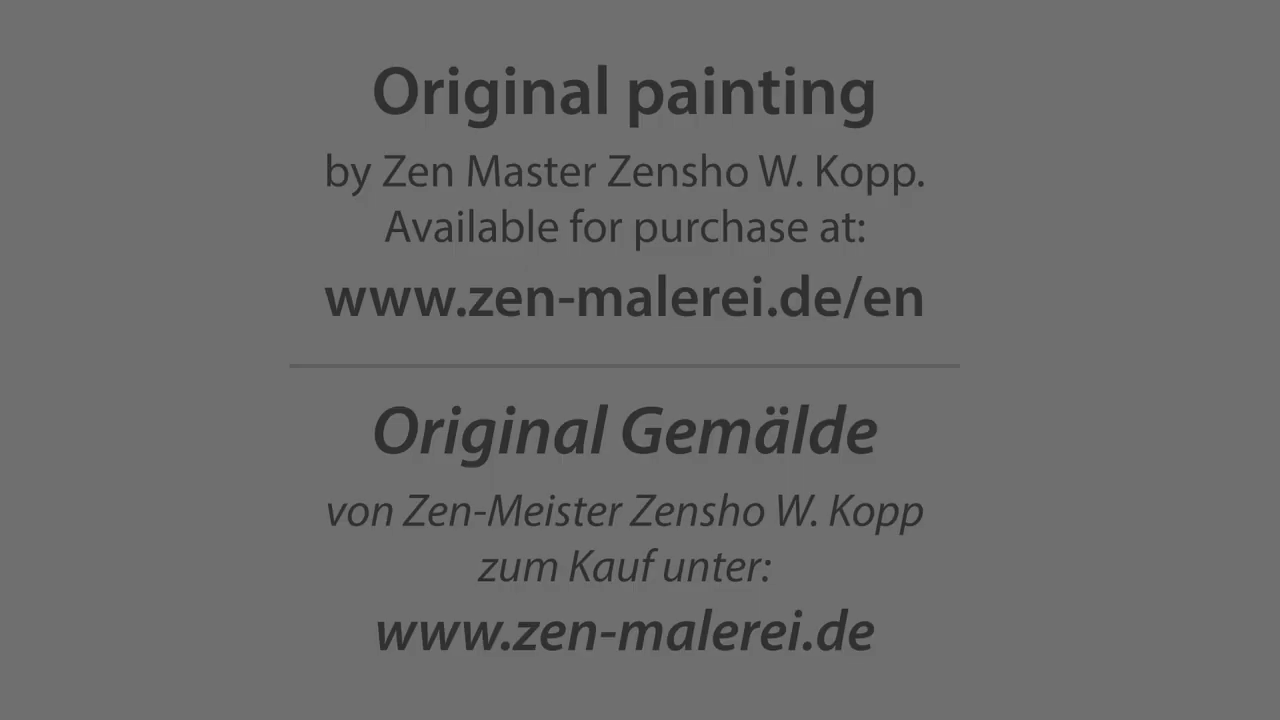 Original painting
by Zen Master Zensho W. Kopp.
Available for purchase at:
www.zen-malerei.de/en
Original Gemälde
von Zen-Meister Zensho W. Kopp
zum Kauf unter:
www.zen-malerei.de